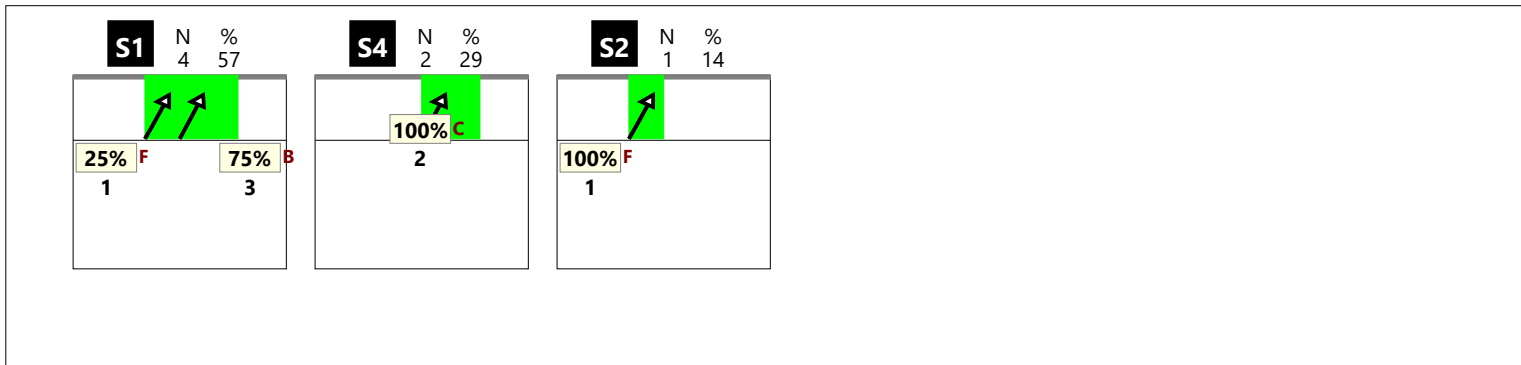 S1 N % S4 N % S2 N %
4 57 2 29 1 14
100% C
25% F 75% B 2 100% F
1 3 1